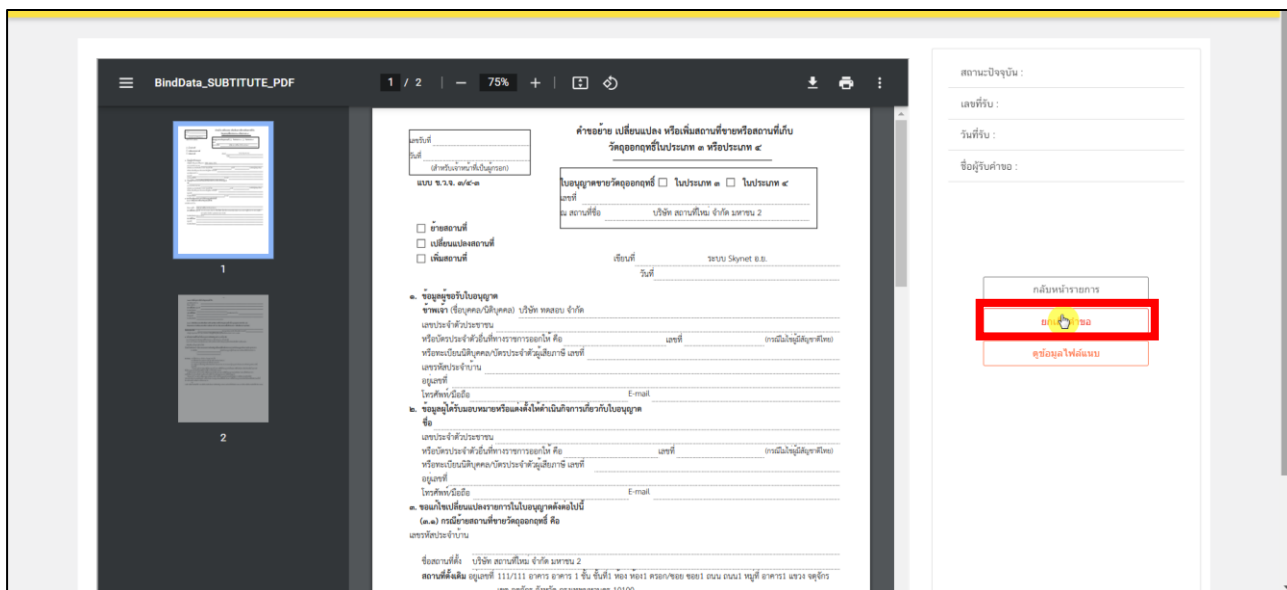 BindData_SUBTITUTE_PDF
1 / 2
75%
1
2
เลขรับที่
วันที่
(สำหรับเจ้าหน้าที่เป็นผู้กรอก)
แบบ ข.ว.จ. ๓/๔-๓
คำขอย้าย เปลี่ยนแปลง หรือเพิ่มสถานที่ขายหรือสถานที่เก็บ
วัตถุออกฤทธิ์ในประเภท ๓ หรือประเภท ๔
ใบอนุญาตขายวัตถุออกฤทธิ์ ในประเภท ๓ ในประเภท ๔
เลขที่
ณ สถานที่ชื่อ บริษัท สถานที่ใหม่ จำกัด มหาชน 2
ย้ายสถานที่
เปลี่ยนแปลงสถานที่
เพิ่มสถานที่
เขียนที่ ระบบ Skynet อ.ย.
วันที่
๑. ข้อมูลผู้ขอรับใบอนุญาต
ข้าพเจ้า (ชื่อบุคคล/นิติบุคคล) บริษัท ทดสอบ จำกัด
เลขประจำตัวประชาชน
หรือบัตรประจำตัวอื่นที่ทางราชการออกให้ คือ เลขที่ (กรณีไม่ใช่ผู้มีสัญชาติไทย)
หรือทะเบียนนิติบุคคล/บัตรประจำตัวผู้เสียภาษี เลขที่
เลขรหัสประจำบ้าน
อยู่เลขที่
โทรศัพท์/มือถือ E-mail
๒. ข้อมูลผู้ได้รับมอบหมายหรือแต่งตั้งให้ดำเนินกิจการเกี่ยวกับใบอนุญาต
ชื่อ
เลขประจำตัวประชาชน
หรือบัตรประจำตัวอื่นที่ทางราชการออกให้ คือ เลขที่ (กรณีไม่ใช่ผู้มีสัญชาติไทย)
หรือทะเบียนนิติบุคคล/บัตรประจำตัวผู้เสียภาษี เลขที่
อยู่เลขที่
โทรศัพท์/มือถือ E-mail
๓. ขอแก้ไขเปลี่ยนแปลงรายการในใบอนุญาตดังต่อไปนี้
(๓.๑) กรณีย้ายสถานที่ขายวัตถุออกฤทธิ์ คือ
เลขรหัสประจำบ้าน
ชื่อสถานที่ตั้ง บริษัท สถานที่ใหม่ จำกัด มหาชน 2
สถานที่ตั้งเดิม อยู่เลขที่ 111/111 อาคาร อาคาร 1 ชั้น ชั้นที่1 ห้อง ห้อง1 ตรอก/ซอย ซอย1 ถนน ถนน1 หมู่ที่ อาคาร1 แขวง จตุจักร
สถานะปัจจุบัน :
เลขที่รับ :
วันที่รับ :
ชื่อผู้รับคำขอ :
กลับหน้ารายการ
ดูข้อมูลไฟล์แนบ